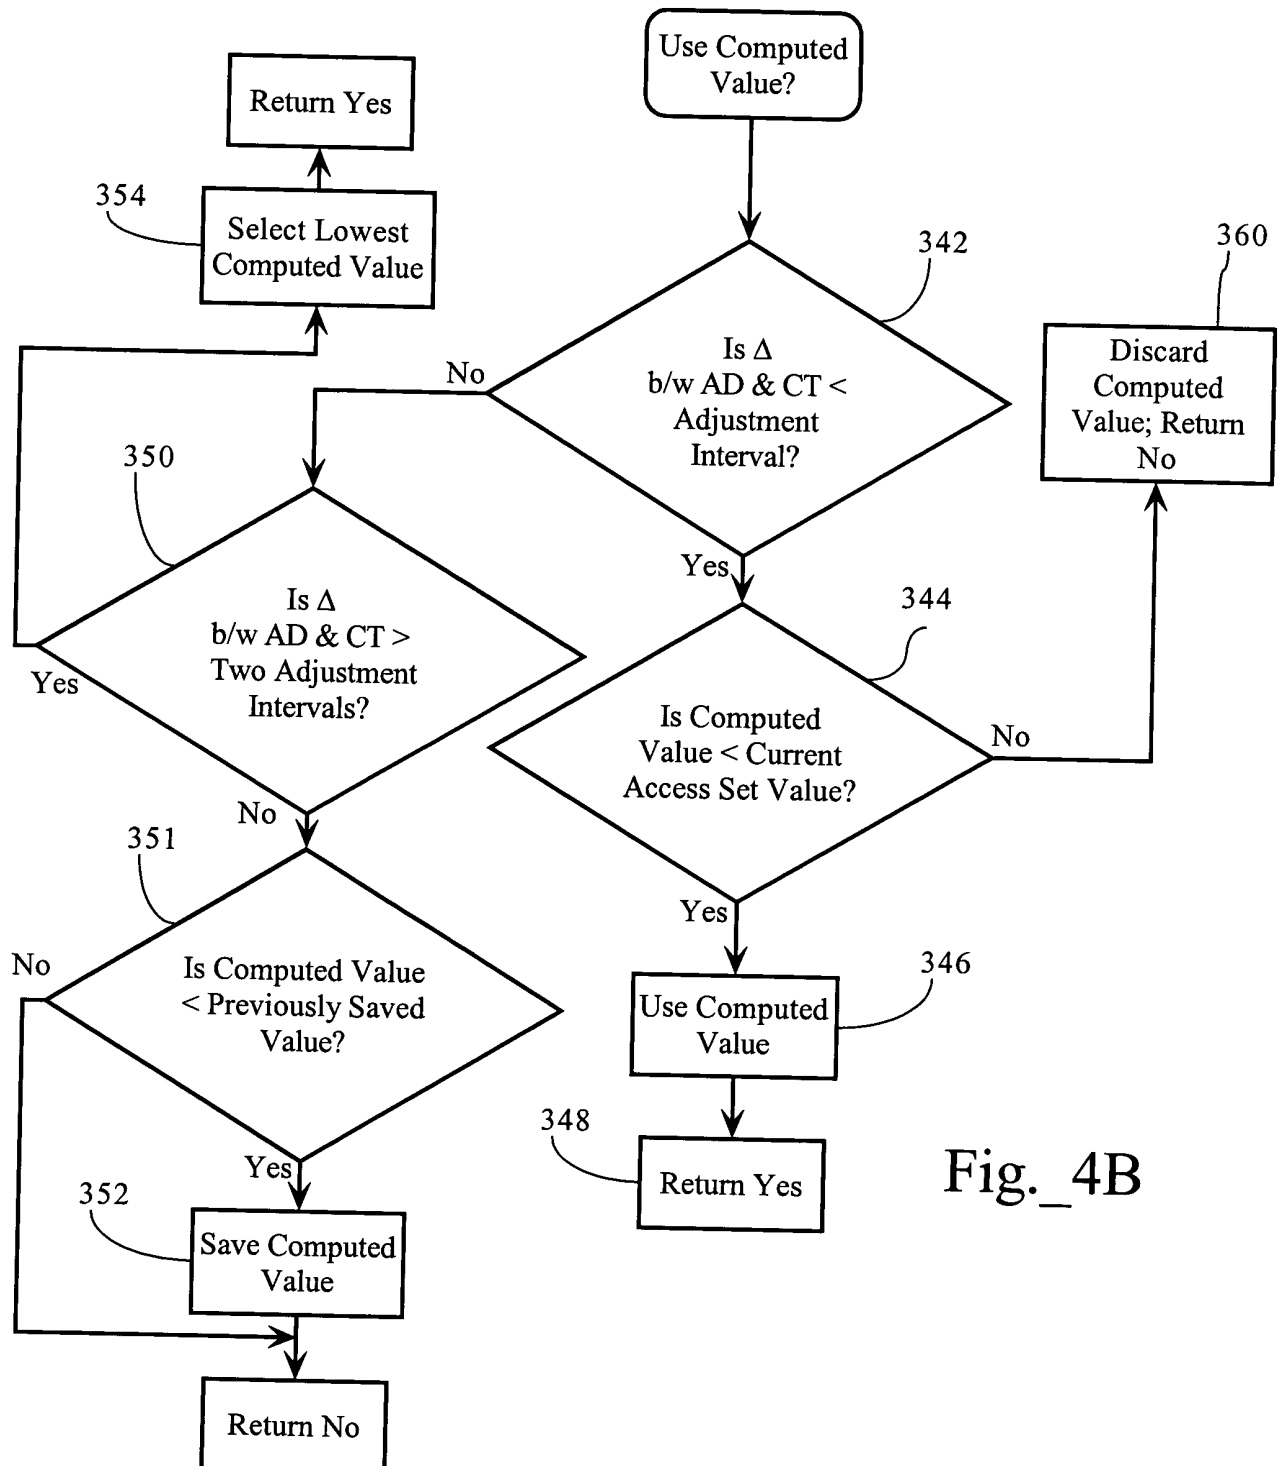 Use Computed
Value?
Return Yes
354
Select Lowest
Computed Value
342
360
Is Δ
b/w AD & CT <
Adjustment
Interval?
No
Discard
Computed
Value; Return
No
350
Yes
Is Δ
b/w AD & CT >
Two Adjustment
Intervals?
Yes
344
Is Computed
Value < Current
Access Set Value?
No
No
351
Yes
Is Computed Value
< Previously Saved
Value?
No
346
Use Computed
Value
348
Return Yes
Yes
352
Save Computed
Value
Return No
Fig._4B